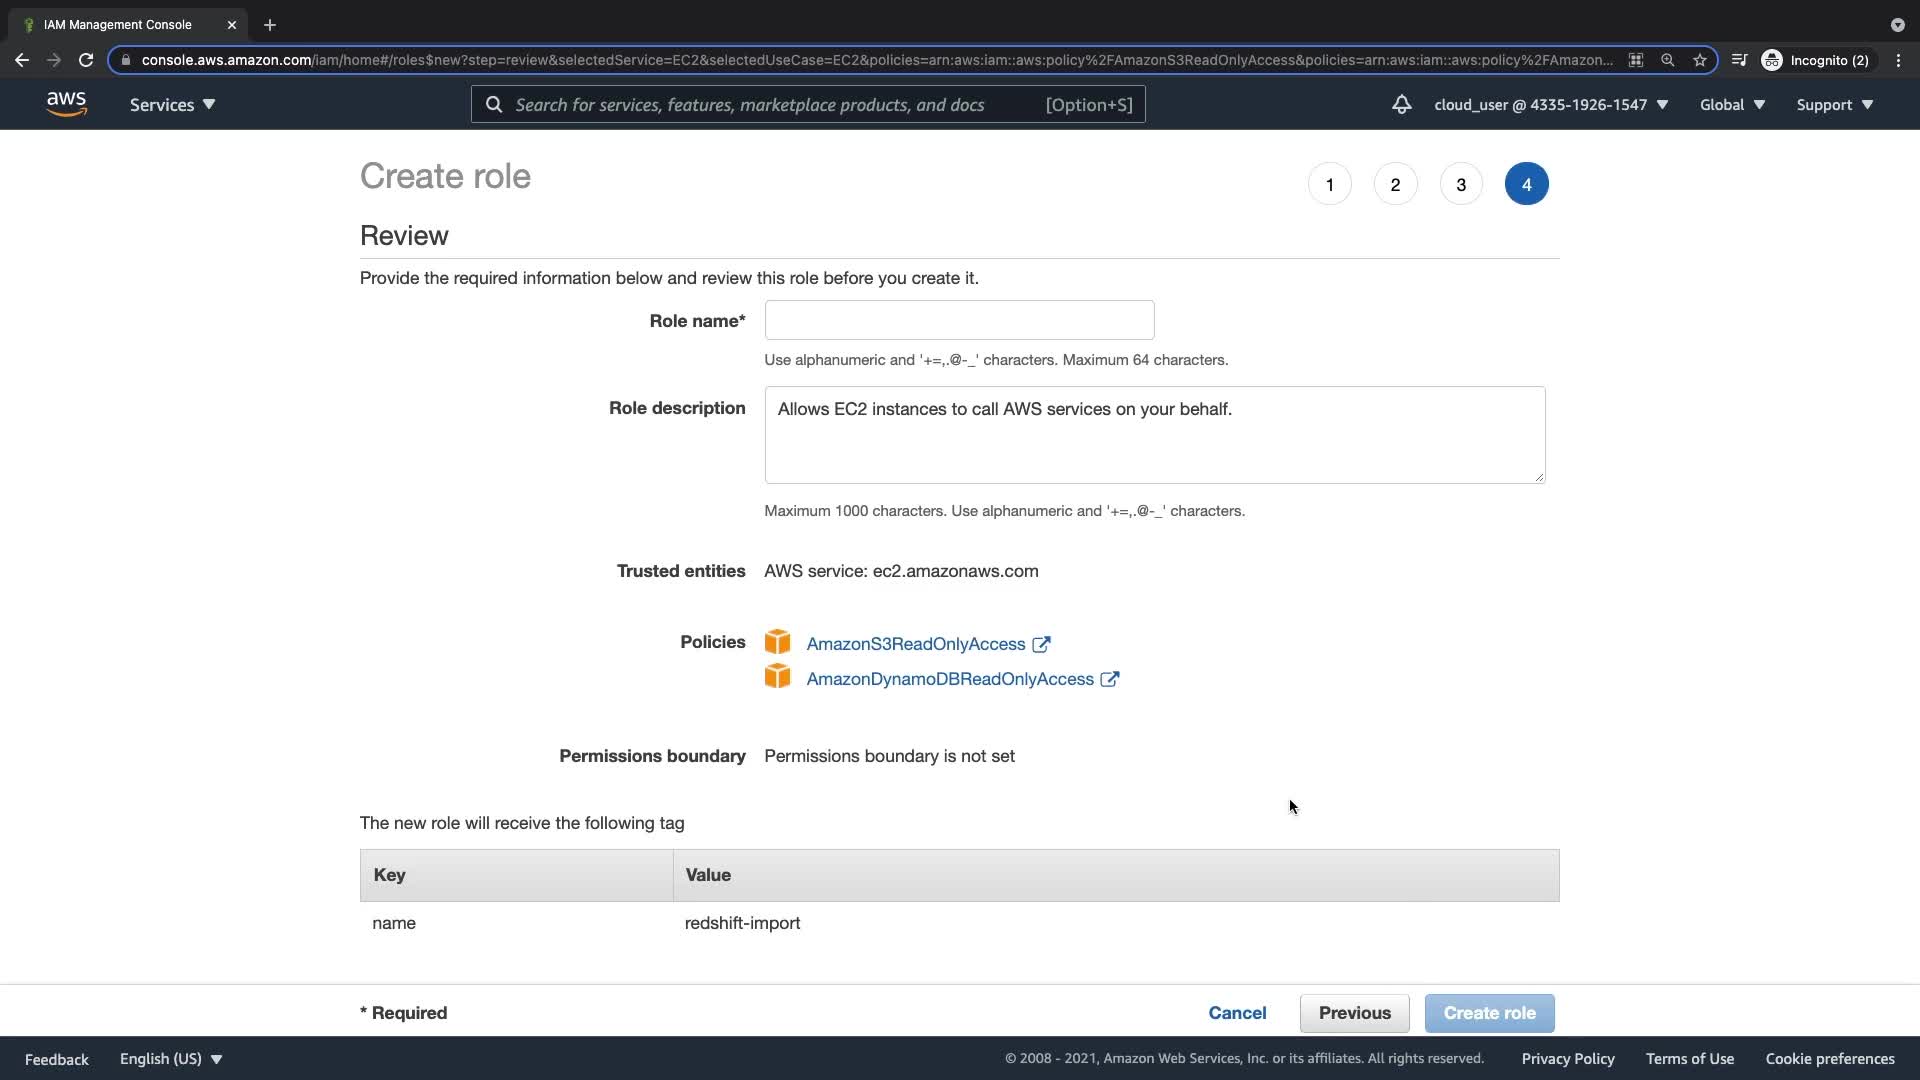 IAM Management Console
console.aws.amazon.com/iam/home#/roles$new?step=review&selectedService=EC2&selectedUseCase=EC2&policies=arn:aws:iam::aws:policy%2FAmazonS3ReadOnlyAccess&policies=arn:aws:iam::aws:policy%2FAmazon...
Incognito (2)
aws
Services
Search for services, features, marketplace products, and docs
[Option+S]
cloud_user @ 4335-1926-1547
Global
Support
Create role
1
2
3
4
Review
Provide the required information below and review this role before you create it.
Role name*
Use alphanumeric and '+=,.@-_' characters. Maximum 64 characters.
Role description
Allows EC2 instances to call AWS services on your behalf.
Maximum 1000 characters. Use alphanumeric and '+=,.@-_' characters.
Trusted entities
AWS service: ec2.amazonaws.com
Policies
AmazonS3ReadOnlyAccess
AmazonDynamoDBReadOnlyAccess
Permissions boundary
Permissions boundary is not set
The new role will receive the following tag
Key
Value
name
redshift-import
* Required
Cancel
Previous
Create role
Feedback
English (US)
© 2008 - 2021, Amazon Web Services, Inc. or its affiliates. All rights reserved.
Privacy Policy
Terms of Use
Cookie preferences